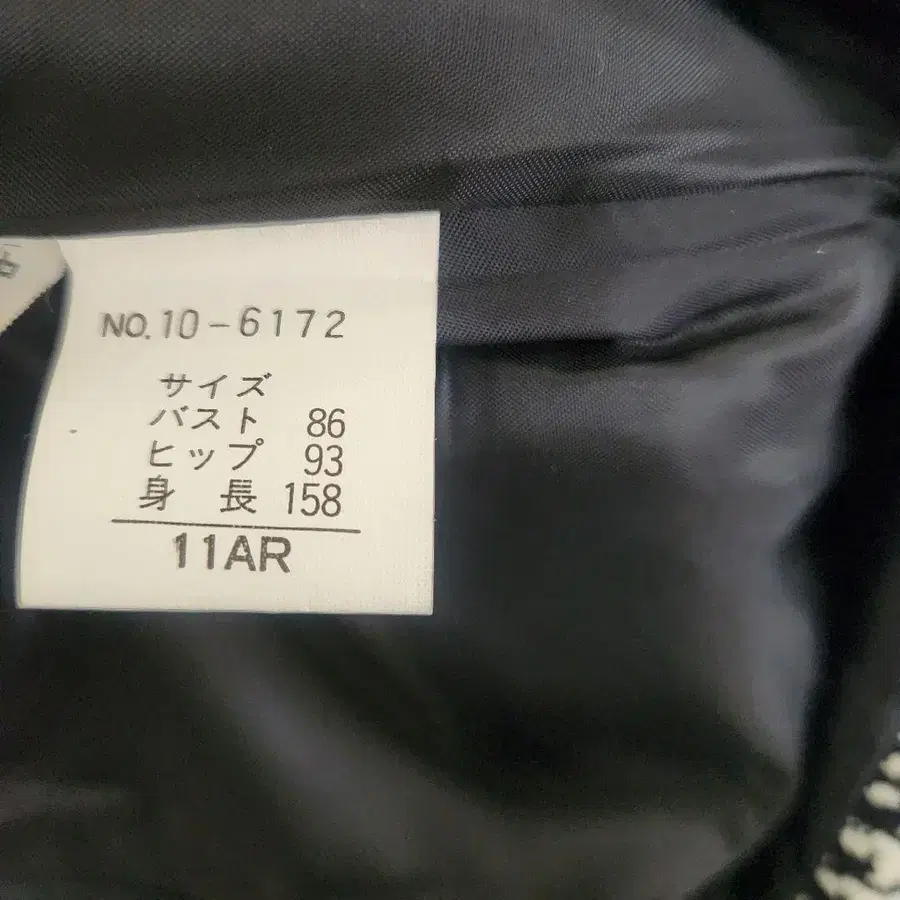 NO.10-6172
サイズ
バスト 86
ヒップ 93
身長 158
11AR